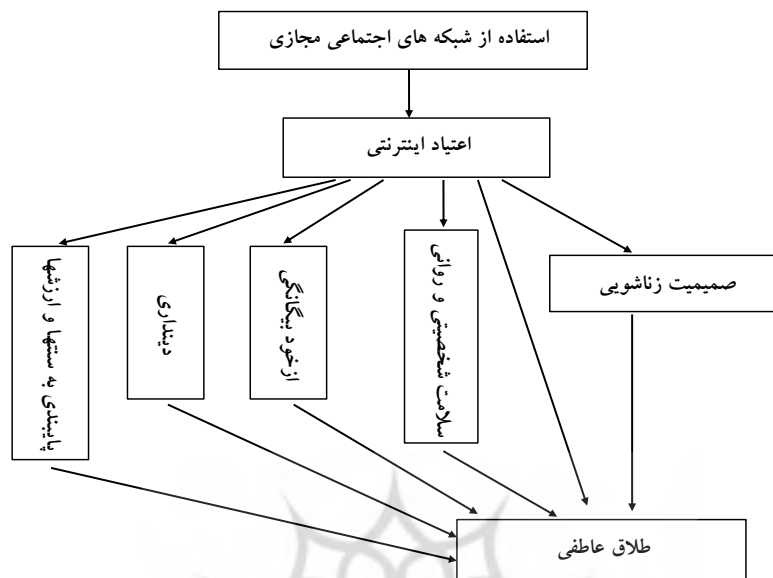 استفاده از شبکه های اجتماعی مجازی
اعتیاد اینترنتی
صمیمیت زناشویی
سلامت شخصیتی و روانی
ازخود بیگانگی
دینداری
پایبندی به سنتها و ارزشها
طلاق عاطفی